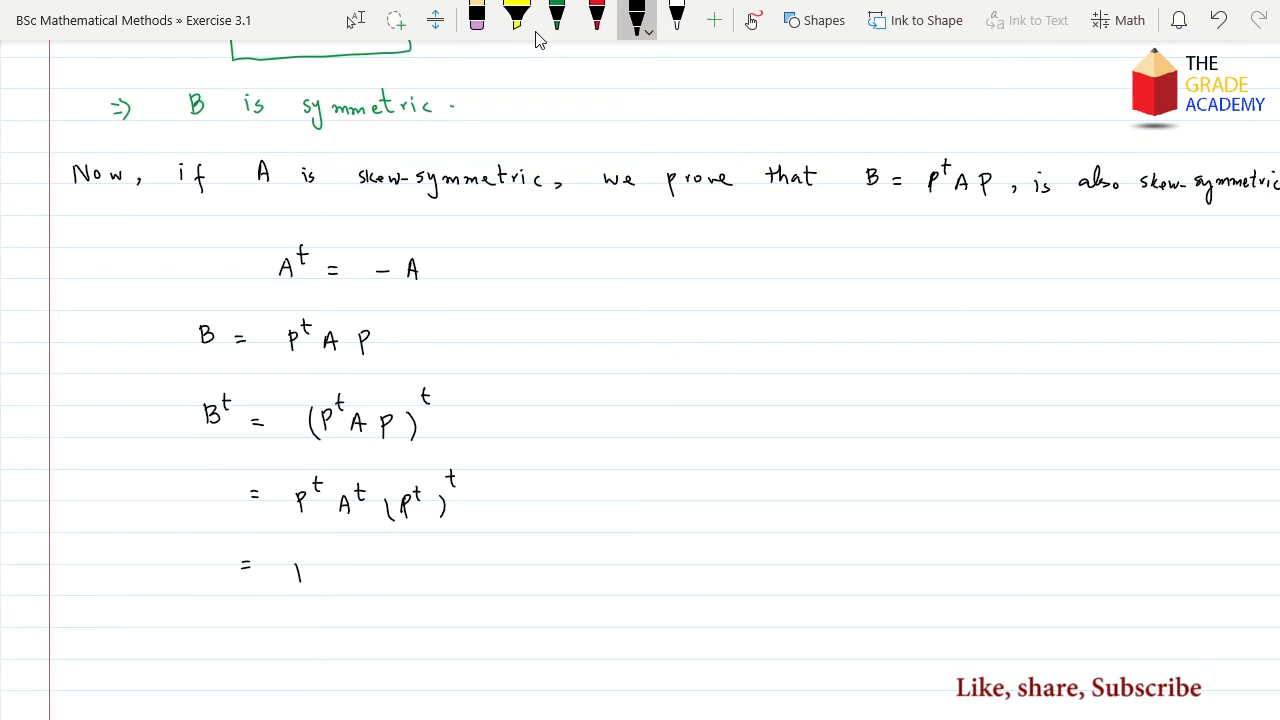 BSc Mathematical Methods » Exercise 3.1
Shapes Ink to Shape Ink to Text Math
THE
GRADE
ACADEMY
=> B is symmetric.
Now, if A is skew-symmetric, we prove that B = PᵗAP, is also skew-symmetric
Aᵗ = - A
B = Pᵗ A P
Bᵗ = (Pᵗ A P)ᵗ
= Pᵗ Aᵗ (Pᵗ)ᵗ
=
Like, share, Subscribe